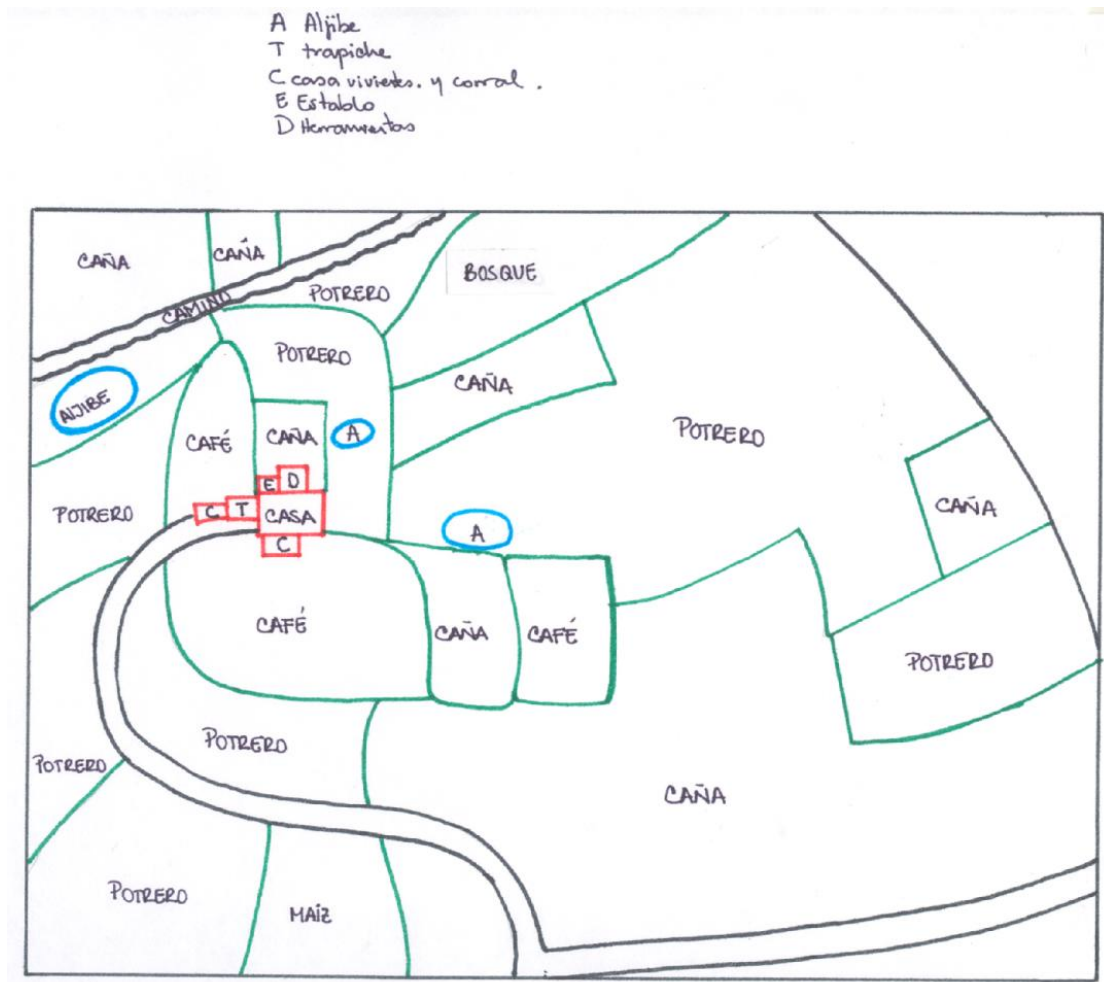 A Aljibe
T trapiche
C casa vivientes. y corral.
E Establo
D Herramientas
CAÑA
CAÑA
BOSQUE
POTRERO
CAMINO
POTRERO
CAÑA
AlJIBE
CAFÉ
CAÑA
A
POTRERO
E
D
CAÑA
POTRERO
C
T
CASA
A
C
CAFÉ
CAÑA
CAFÉ
POTRERO
POTRERO
POTRERO
CAÑA
POTRERO
MAÍZ